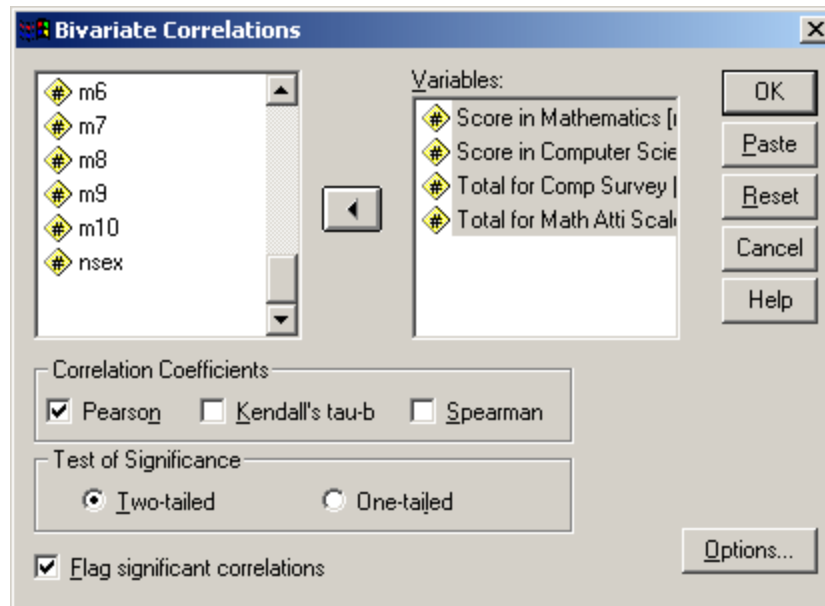 Bivariate Correlations
m6
m7
m8
m9
m10
nsex
Variables:
Score in Mathematics [
Score in Computer Scie
Total for Comp Survey [
Total for Math Atti Scale
OK
Paste
Reset
Cancel
Help
Correlation Coefficients
Pearson Kendall's tau-b Spearman
Test of Significance
Two-tailed One-tailed
Flag significant correlations
Options...